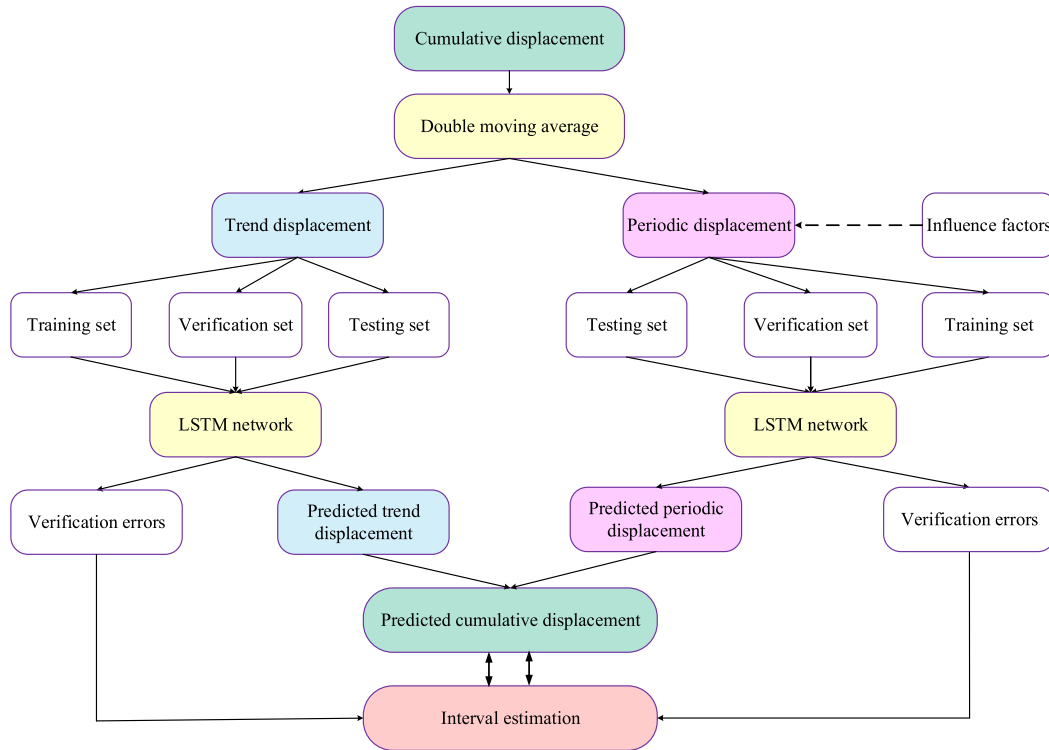 Cumulative displacement
Double moving average
Trend displacement
Periodic displacement
Influence factors
Training set
Verification set
Testing set
Testing set
Verification set
Training set
LSTM network
LSTM network
Verification errors
Predicted trend
displacement
Predicted periodic
displacement
Verification errors
Predicted cumulative displacement
Interval estimation